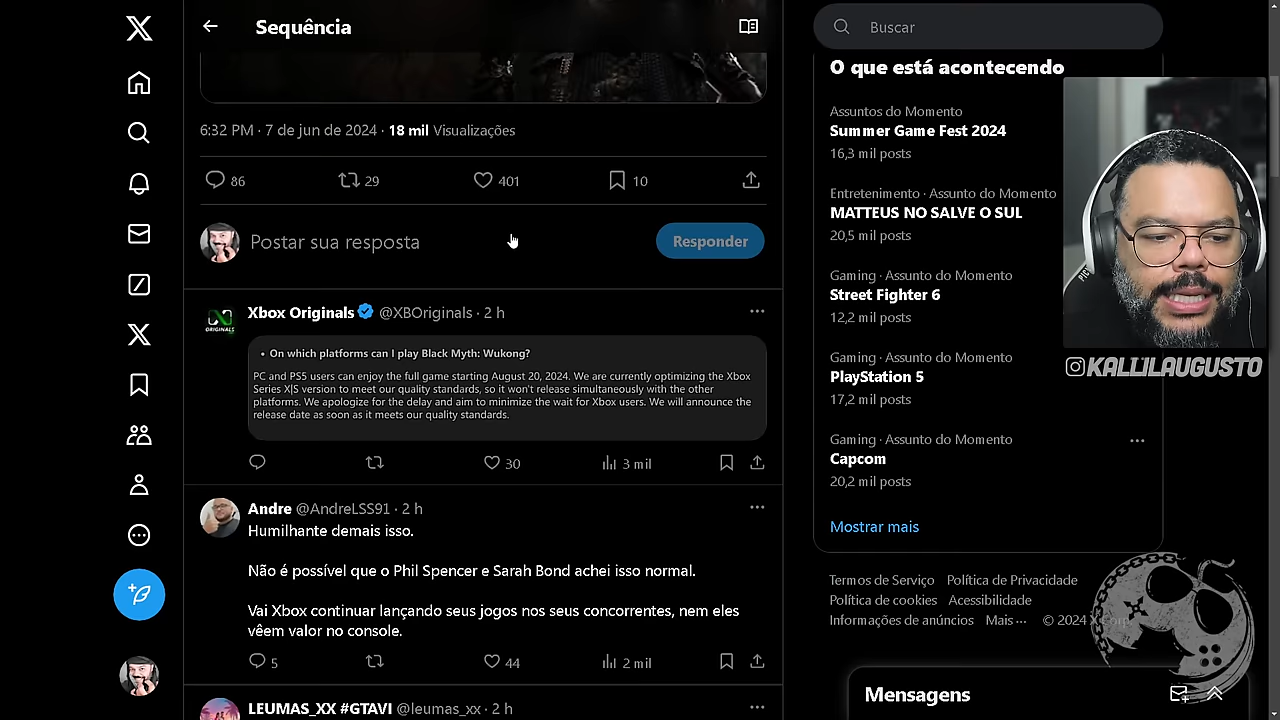 Sequência
6:32 PM · 7 de jun de 2024 · 18 mil Visualizações
86
29
401
10
Postar sua resposta
Responder
ORIGINALS
Xbox Originals @XBOriginals · 2 h
• On which platforms can I play Black Myth: Wukong?
PC and PS5 users can enjoy the full game starting August 20, 2024. We are currently optimizing the Xbox
Series X|S version to meet our quality standards, so it won't release simultaneously with the other
platforms. We apologize for the delay and aim to minimize the wait for Xbox users. We will announce the
release date as soon as it meets our quality standards.
30
3 mil
Andre @AndreLSS91 · 2 h
Humilhante demais isso.
Não é possível que o Phil Spencer e Sarah Bond achei isso normal.
Vai Xbox continuar lançando seus jogos nos seus concorrentes, nem eles
vêem valor no console.
5
44
2 mil
LEUMAS_XX #GTAVI @leumas_xx · 2 h
Buscar
O que está acontecendo
Assuntos do Momento
Summer Game Fest 2024
16,3 mil posts
Entretenimento · Assunto do Momento
MATTEUS NO SALVE O SUL
20,5 mil posts
Gaming · Assunto do Momento
Street Fighter 6
12,2 mil posts
Gaming · Assunto do Momento
PlayStation 5
17,2 mil posts
Gaming · Assunto do Momento
Capcom
20,2 mil posts
Mostrar mais
Termos de Serviço Política de Privacidade
Política de cookies Acessibilidade
Informações de anúncios Mais ··· © 2024 X Corp.
Mensagens
@KALLILAUGUSTO